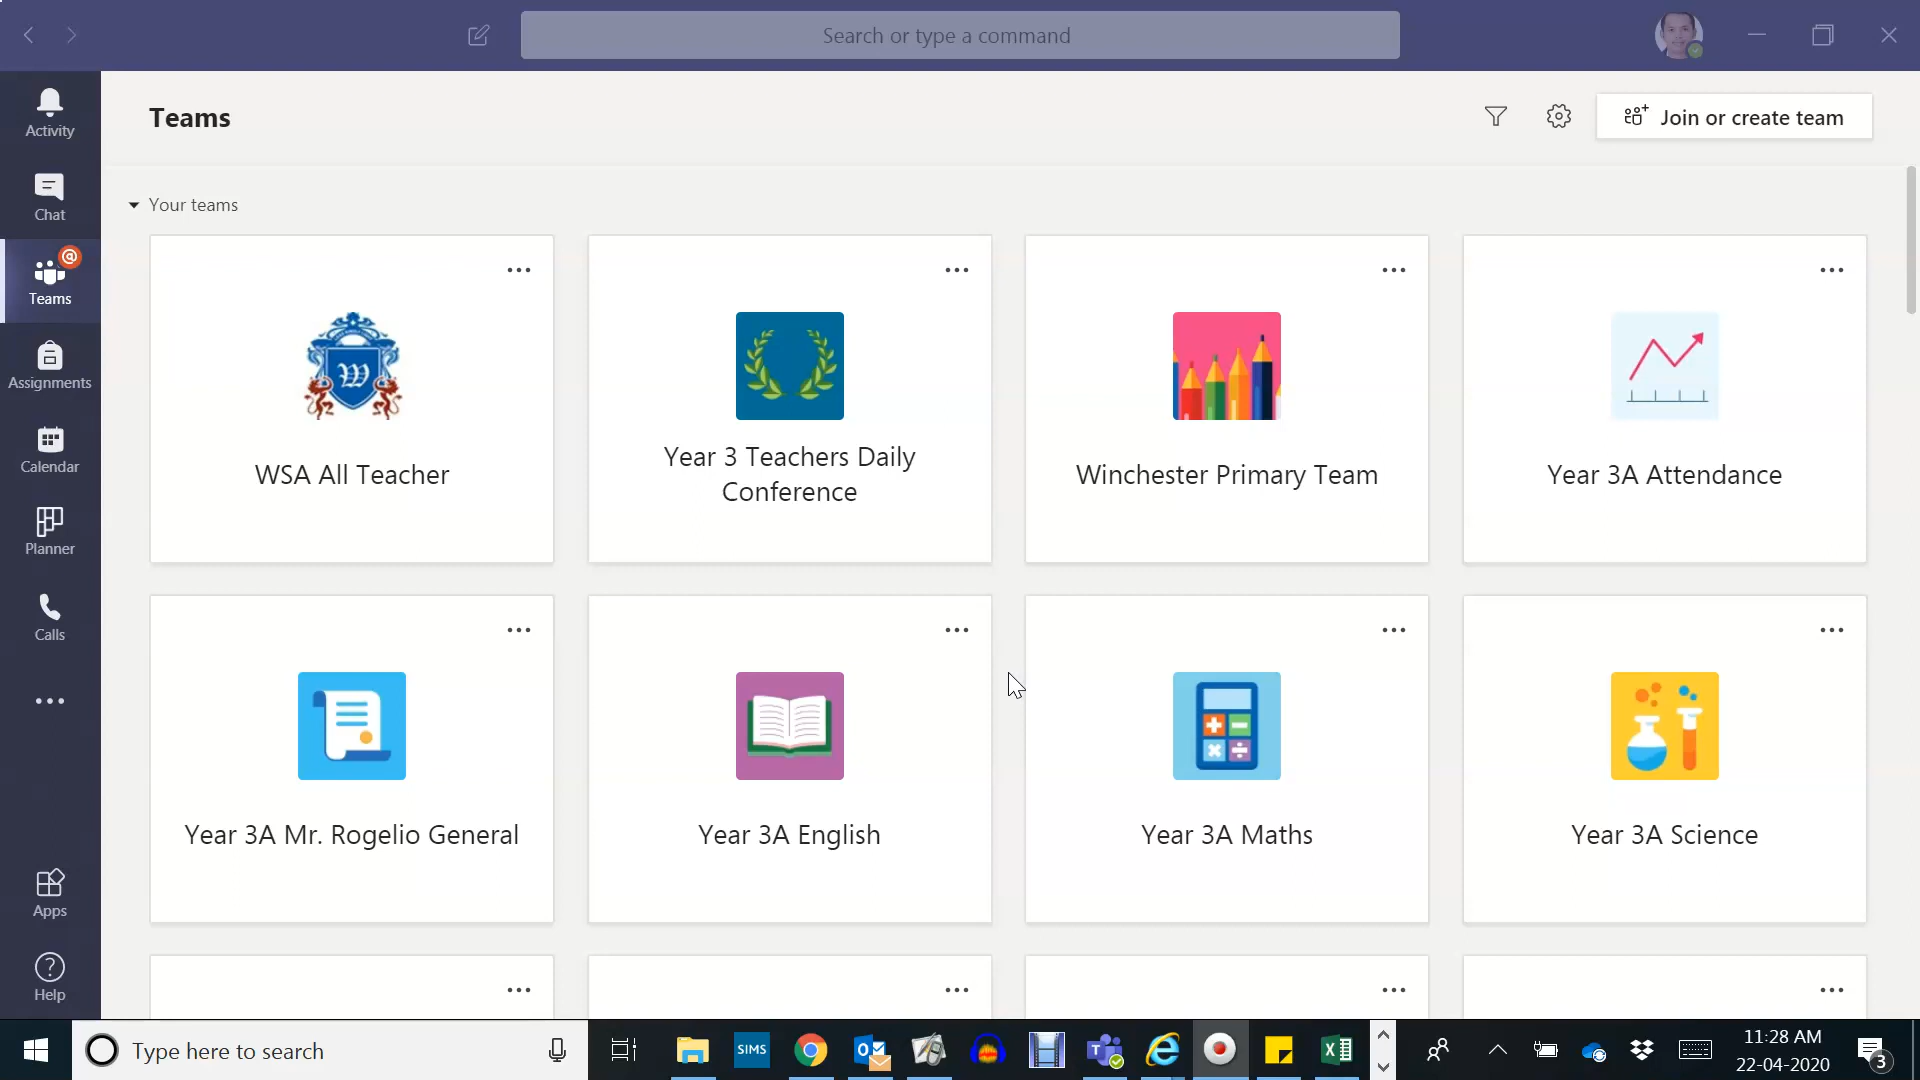 Search or type a command
Activity
Chat
@
Teams
Assignments
Calendar
Planner
Calls
Apps
Help
Teams
Join or create team
Your teams
W
WSA All Teacher
Year 3 Teachers Daily
Conference
Winchester Primary Team
Year 3A Attendance
Year 3A Mr. Rogelio General
Year 3A English
Year 3A Maths
Year 3A Science
Type here to search
SIMS
11:28 AM
22-04-2020
3